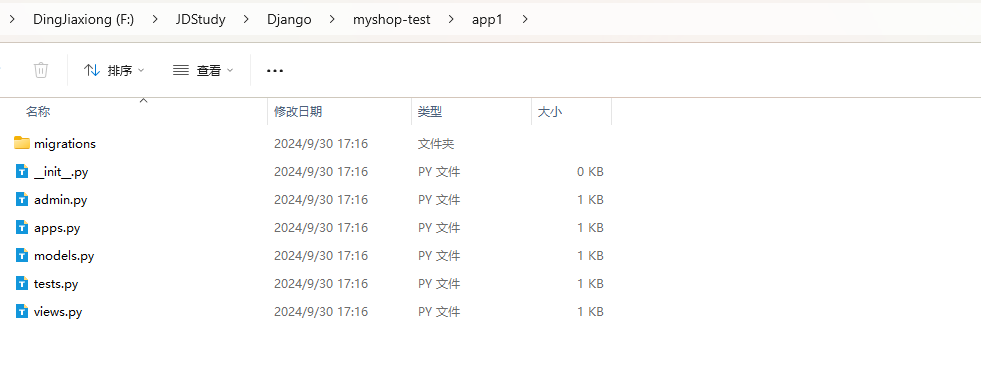 DingJiaxiong (F:) > JDStudy > Django > myshop-test > app1 >
排序 查看
名称 修改日期 类型 大小
migrations 2024/9/30 17:16 文件夹
__init__.py 2024/9/30 17:16 PY 文件 0 KB
admin.py 2024/9/30 17:16 PY 文件 1 KB
apps.py 2024/9/30 17:16 PY 文件 1 KB
models.py 2024/9/30 17:16 PY 文件 1 KB
tests.py 2024/9/30 17:16 PY 文件 1 KB
views.py 2024/9/30 17:16 PY 文件 1 KB